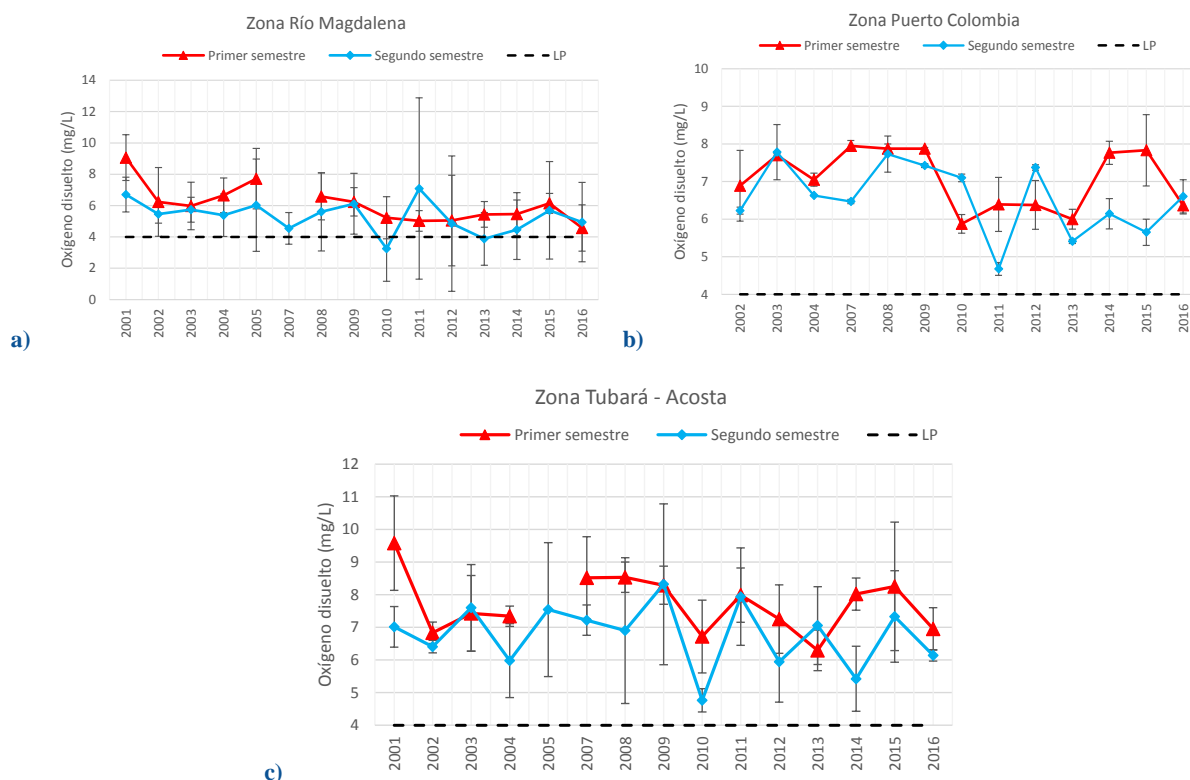 Zona Río Magdalena
Primer semestre Segundo semestre LP
Oxígeno disuelto (mg/L)
14
12
10
8
6
4
2
0
2001 2002 2003 2004 2005 2007 2008 2009 2010 2011 2012 2013 2014 2015 2016
a)
Zona Puerto Colombia
Primer semestre Segundo semestre LP
Oxígeno disuelto (mg/L)
10
9
8
7
6
5
4
2002 2003 2004 2007 2008 2009 2010 2011 2012 2013 2014 2015 2016
b)
Zona Tubará - Acosta
Primer semestre Segundo semestre LP
Oxígeno disuelto (mg/L)
12
11
10
9
8
7
6
5
4
2001 2002 2003 2004 2005 2007 2008 2009 2010 2011 2012 2013 2014 2015 2016
c)